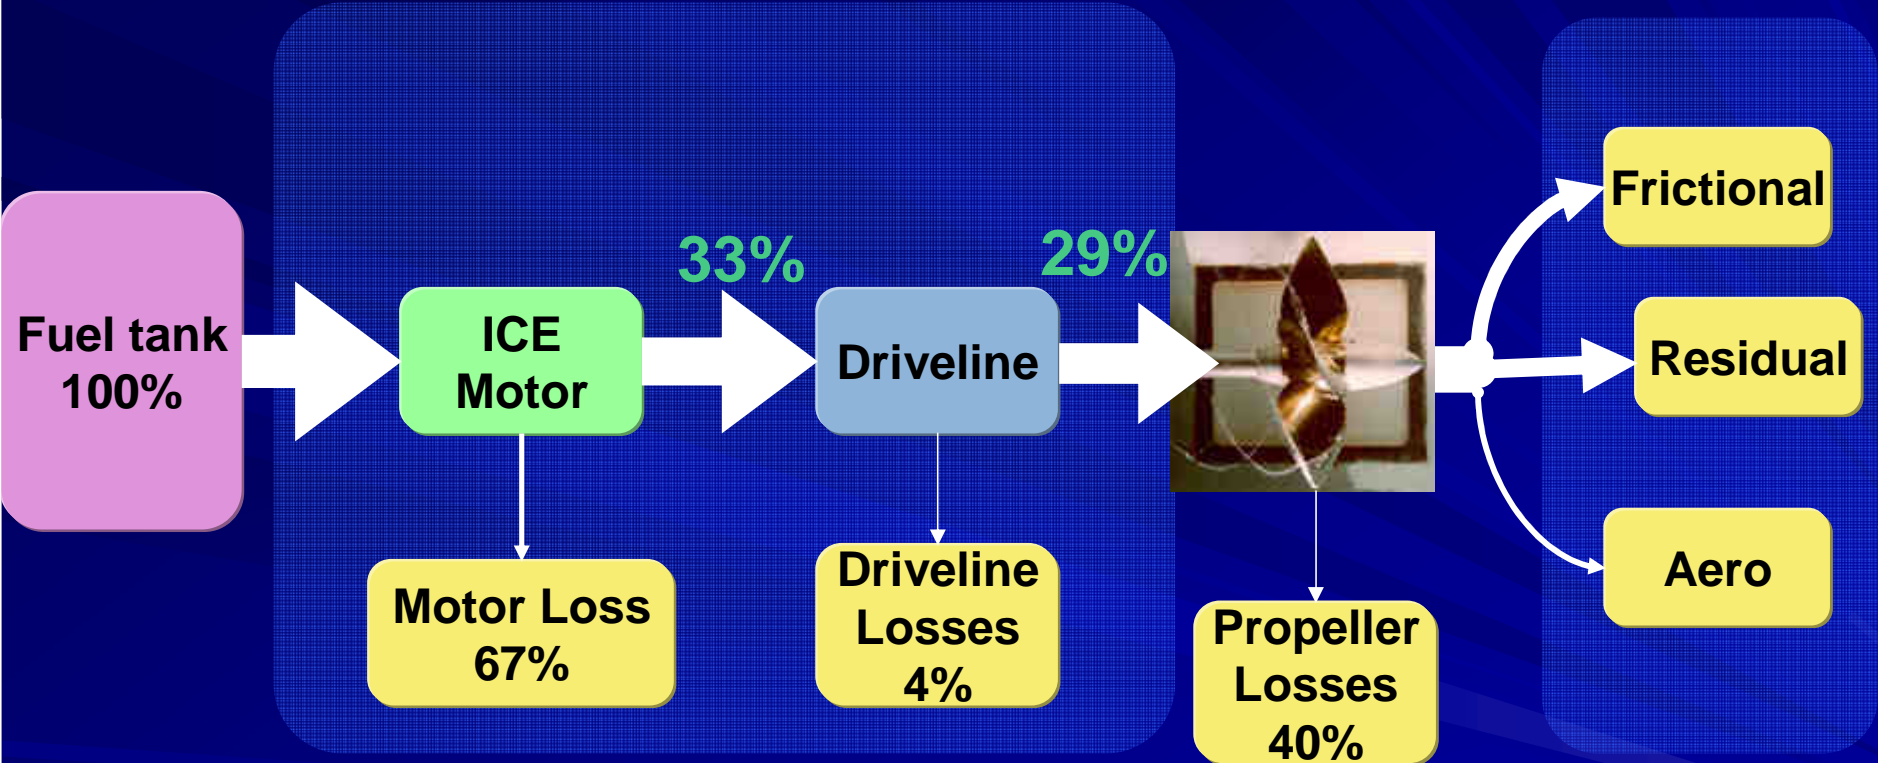 Fuel tank
100%
ICE
Motor
33%
Driveline
29%
Motor Loss
67%
Driveline
Losses
4%
Propeller
Losses
40%
Frictional
Residual
Aero